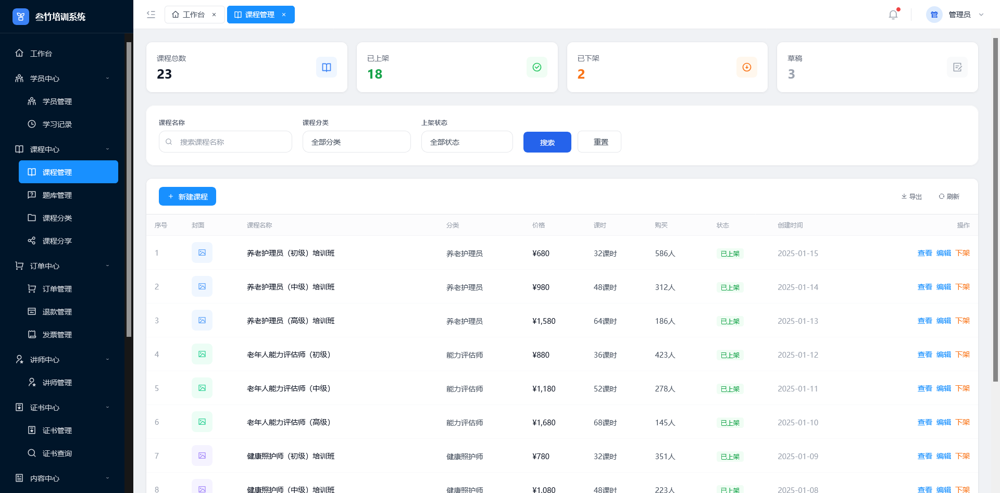 叁竹培训系统
工作台
学员中心
学员管理
学习记录
课程中心
课程管理
题库管理
课程分类
课程分享
订单中心
订单管理
退款管理
发票管理
讲师中心
讲师管理
证书中心
证书管理
证书查询
内容中心
工作台 ×
课程管理 ×
管 管理员
课程总数
23
已上架
18
已下架
2
草稿
3
课程名称 课程分类 上架状态
搜索课程名称 全部分类 全部状态 搜索 重置
+ 新建课程 导出 刷新
序号 封面 课程名称 分类 价格 课时 购买 状态 创建时间 操作
1 养老护理员（初级）培训班 养老护理员 ¥680 32课时 586人 已上架 2025-01-15 查看 编辑 下架
2 养老护理员（中级）培训班 养老护理员 ¥980 48课时 312人 已上架 2025-01-14 查看 编辑 下架
3 养老护理员（高级）培训班 养老护理员 ¥1,580 64课时 186人 已上架 2025-01-13 查看 编辑 下架
4 老年人能力评估师（初级） 能力评估师 ¥880 36课时 423人 已上架 2025-01-12 查看 编辑 下架
5 老年人能力评估师（中级） 能力评估师 ¥1,180 52课时 278人 已上架 2025-01-11 查看 编辑 下架
6 老年人能力评估师（高级） 能力评估师 ¥1,680 68课时 145人 已上架 2025-01-10 查看 编辑 下架
7 健康照护师（初级）培训班 健康照护师 ¥780 32课时 351人 已上架 2025-01-09 查看 编辑 下架
8 健康照护师（中级）培训班 健康照护师 ¥1,080 48课时 223人 已上架 2025-01-08 查看 编辑 下架